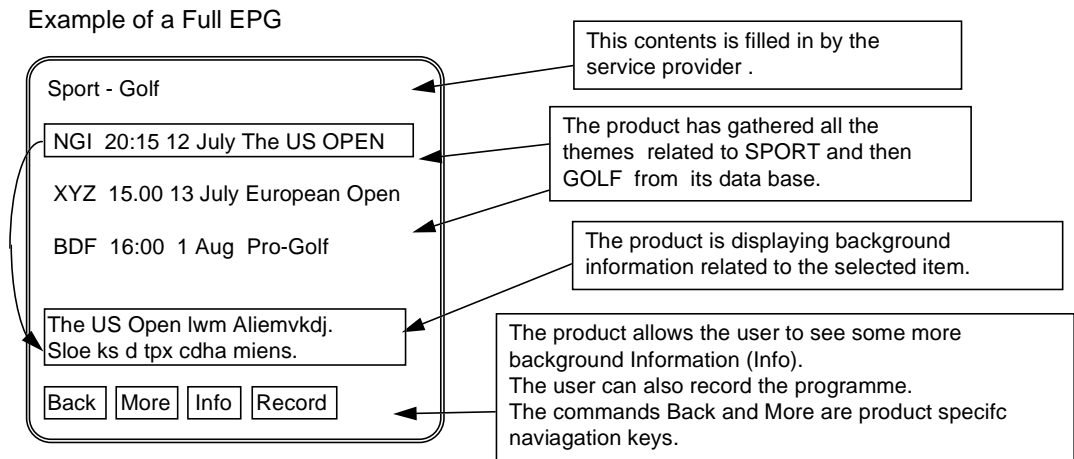 Example of a Full EPG
Sport - Golf
NGI 20:15 12 July The US OPEN
XYZ 15.00 13 July European Open
BDF 16:00 1 Aug Pro-Golf
The US Open lwm Aliemvkdj.
Sloe ks d tpx cdha miens.
Back More Info Record
This contents is filled in by the
service provider .
The product has gathered all the
themes related to SPORT and then
GOLF from its data base.
The product is displaying background
information related to the selected item.
The product allows the user to see some more
background Information (Info).
The user can also record the programme.
The commands Back and More are product specifc
naviagation keys.